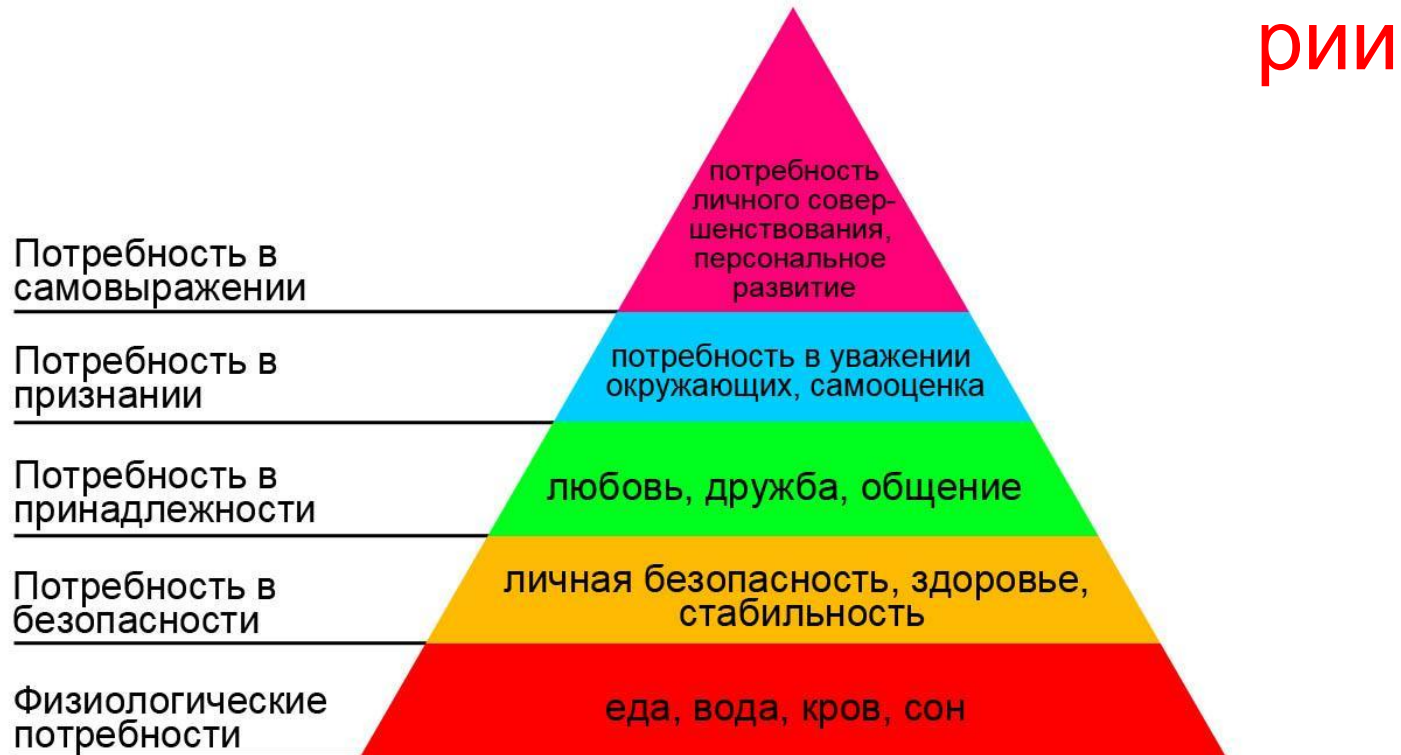 рии
потребность
личного совер-
шенствования,
персональное
развитие
Потребность в
самовыражении
Потребность в
признании
потребность в уважении
окружающих, самооценка
Потребность в
принадлежности
любовь, дружба, общение
Потребность в
безопасности
личная безопасность, здоровье,
стабильность
Физиологические
потребности
еда, вода, кров, сон